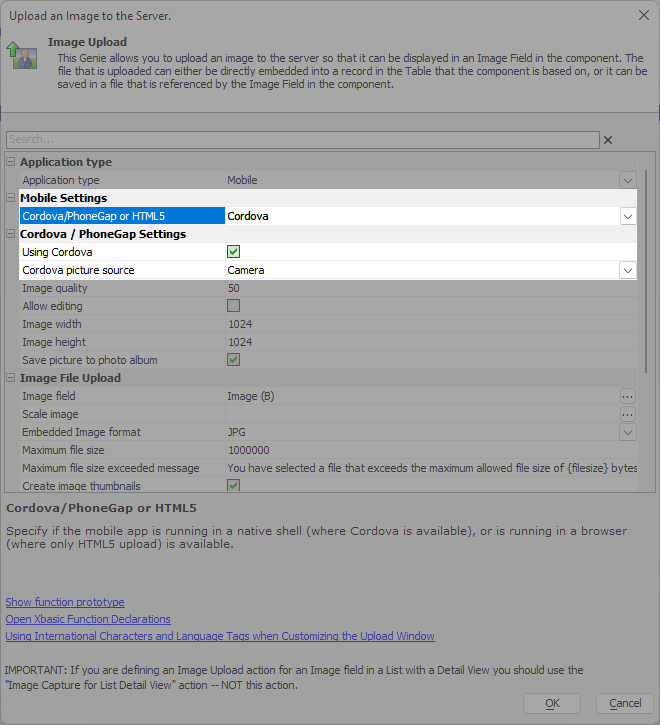 Upload an Image to the Server.
Image Upload
This Genie allows you to upload an image to the server so that it can be displayed in an Image Field in the component. The
file that is uploaded can either be directly embedded into a record in the Table that the component is based on, or it can be
saved in a file that is referenced by the Image Field in the component.
Search...
Application type
Application type Mobile
Mobile Settings
Cordova/PhoneGap or HTML5 Cordova
Cordova / PhoneGap Settings
Using Cordova
Cordova picture source Camera
Image quality 50
Allow editing
Image width 1024
Image height 1024
Save picture to photo album
Image File Upload
Image field Image (B)
Scale image
Embedded Image format JPG
Maximum file size 1000000
Maximum file size exceeded message You have selected a file that exceeds the maximum allowed file size of {filesize} bytes
Create image thumbnails
Cordova/PhoneGap or HTML5
Specify if the mobile app is running in a native shell (where Cordova is available), or is running in a browser
(where only HTML5 upload) is available.
Show function prototype
Open Xbasic Function Declarations
Using International Characters and Language Tags when Customizing the Upload Window
IMPORTANT: If you are defining an Image Upload action for an Image field in a List with a Detail View you should use the
"Image Capture for List Detail View" action -- NOT this action.
OK Cancel